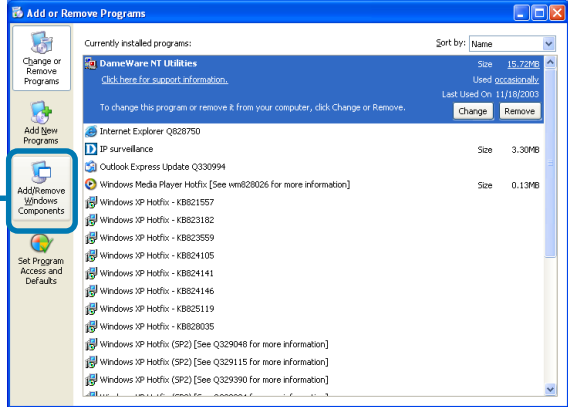 Add or Remove Programs
Change or
Remove
Programs
Add New
Programs
Add/Remove
Windows
Components
Set Program
Access and
Defaults
Currently installed programs:
Sort by: Name
DameWare NT Utilities Size 15.72MB
Click here for support information. Used occasionally
Last Used On 11/18/2003
To change this program or remove it from your computer, click Change or Remove. Change Remove
Internet Explorer Q828750
IP surveillance Size 3.30MB
Outlook Express Update Q330994
Windows Media Player Hotfix [See wm828026 for more information] Size 0.13MB
Windows XP Hotfix - KB821557
Windows XP Hotfix - KB823182
Windows XP Hotfix - KB823559
Windows XP Hotfix - KB824105
Windows XP Hotfix - KB824141
Windows XP Hotfix - KB824146
Windows XP Hotfix - KB825119
Windows XP Hotfix - KB828035
Windows XP Hotfix (SP2) [See Q329048 for more information]
Windows XP Hotfix (SP2) [See Q329115 for more information]
Windows XP Hotfix (SP2) [See Q329390 for more information]